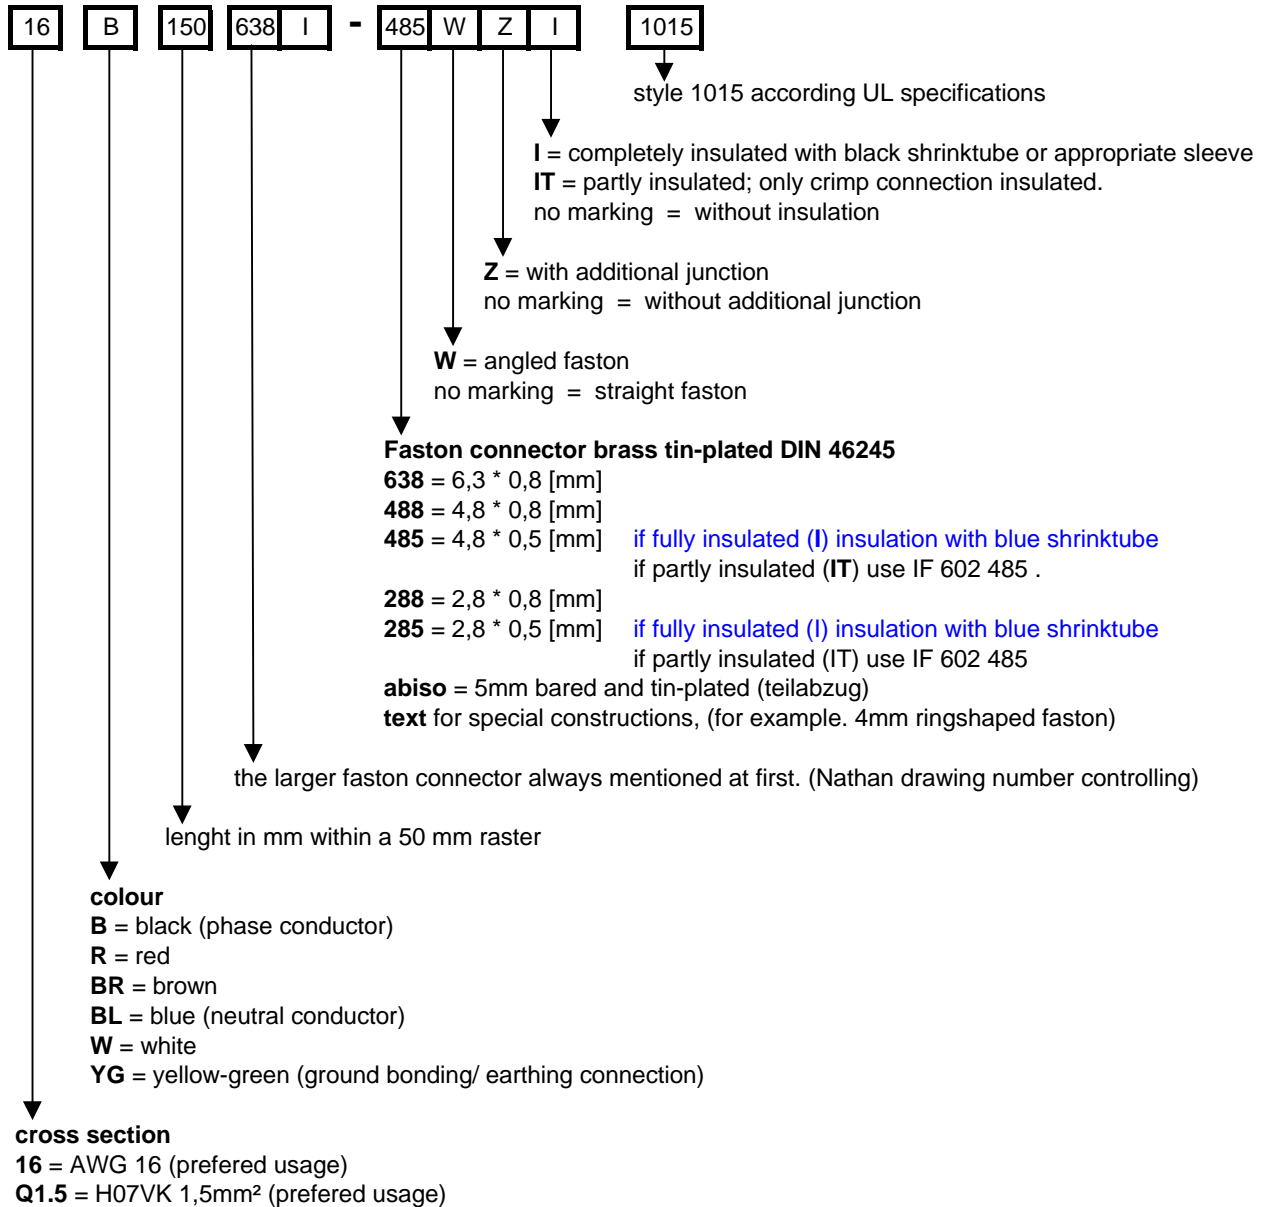 16 B 150 638 I - 485 W Z I 1015
style 1015 according UL specifications
I = completely insulated with black shrinktube or appropriate sleeve
IT = partly insulated; only crimp connection insulated.
no marking = without insulation
Z = with additional junction
no marking = without additional junction
W = angled faston
no marking = straight faston
Faston connector brass tin-plated DIN 46245
638 = 6,3 * 0,8 [mm]
488 = 4,8 * 0,8 [mm]
485 = 4,8 * 0,5 [mm] if fully insulated (I) insulation with blue shrinktube
if partly insulated (IT) use IF 602 485 .
288 = 2,8 * 0,8 [mm]
285 = 2,8 * 0,5 [mm] if fully insulated (I) insulation with blue shrinktube
if partly insulated (IT) use IF 602 485
abiso = 5mm bared and tin-plated (teilabzug)
text for special constructions, (for example. 4mm ringshaped faston)
the larger faston connector always mentioned at first. (Nathan drawing number controlling)
lenght in mm within a 50 mm raster
colour
B = black (phase conductor)
R = red
BR = brown
BL = blue (neutral conductor)
W = white
YG = yellow-green (ground bonding/ earthing connection)
cross section
16 = AWG 16 (prefered usage)
Q1.5 = H07VK 1,5mm² (prefered usage)